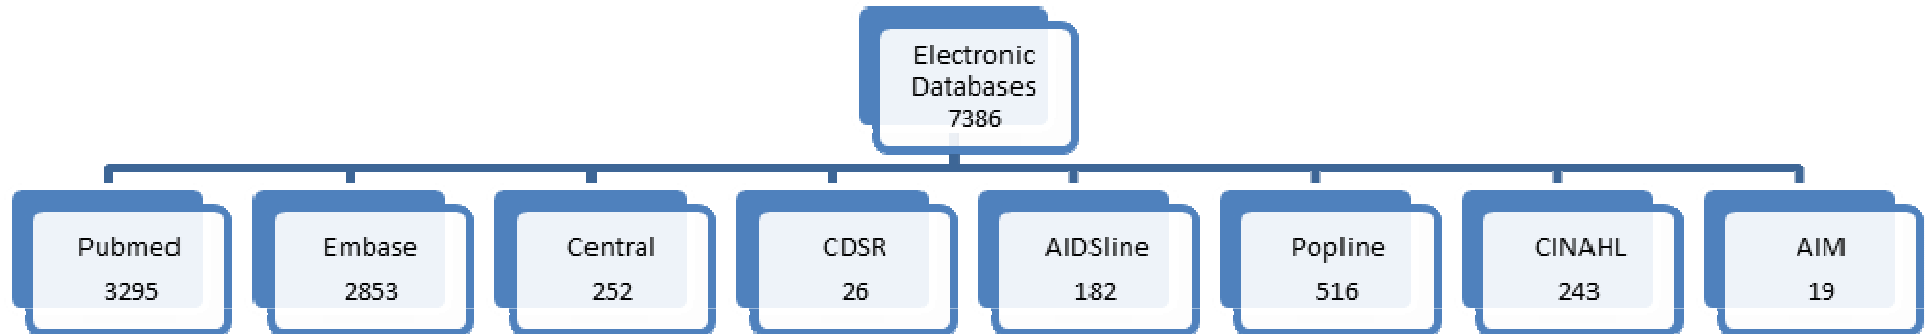 Electronic
Databases
7386
Pubmed
3295
Embase
2853
Central
252
CDSR
26
AIDSline
182
Popline
516
CINAHL
243
AIM
19